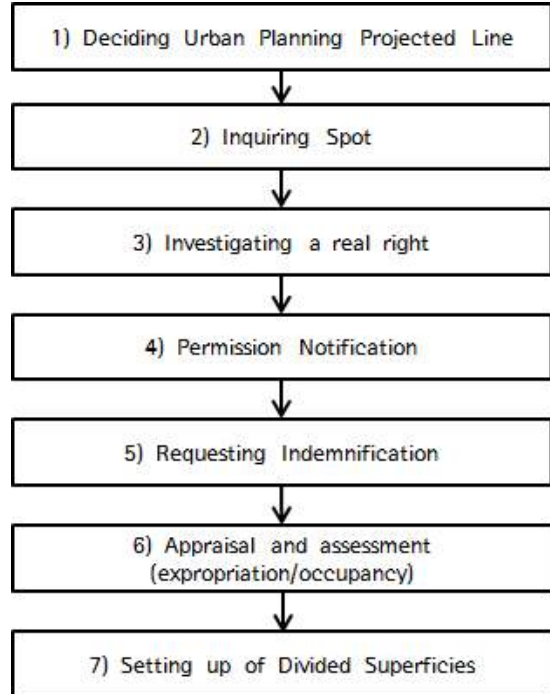 1) Deciding Urban Planning Projected Line
2) Inquiring Spot
3) Investigating a real right
4) Permission Notification
5) Requesting Indemnification
6) Appraisal and assessment
(expropriation/occupancy)
7) Setting up of Divided Superficies